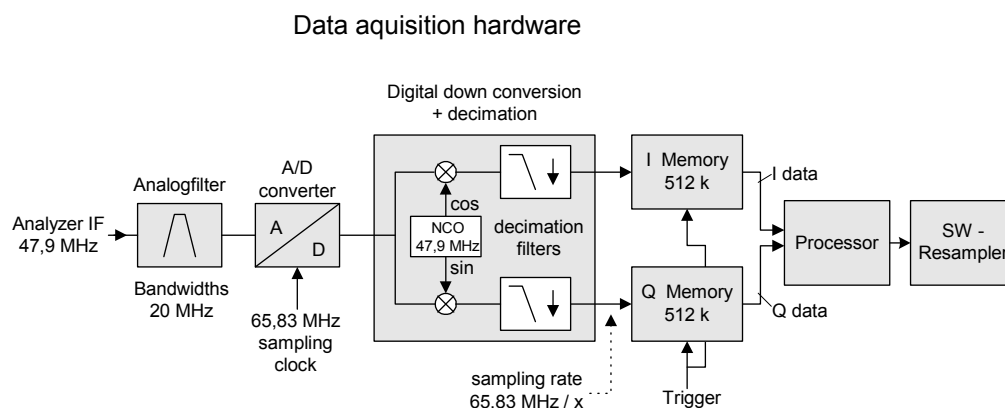 Data aquisition hardware
Digital down conversion
+ decimation
Analyzer IF
47,9 MHz
Analogfilter
Bandwidths
20 MHz
A/D
converter
A
D
65,83 MHz
sampling
clock
cos
NCO
47,9 MHz
sin
decimation
filters
sampling rate
65.83 MHz / x
I Memory
512 k
Q Memory
512 k
Trigger
I data
Q data
Processor
SW -
Resampler